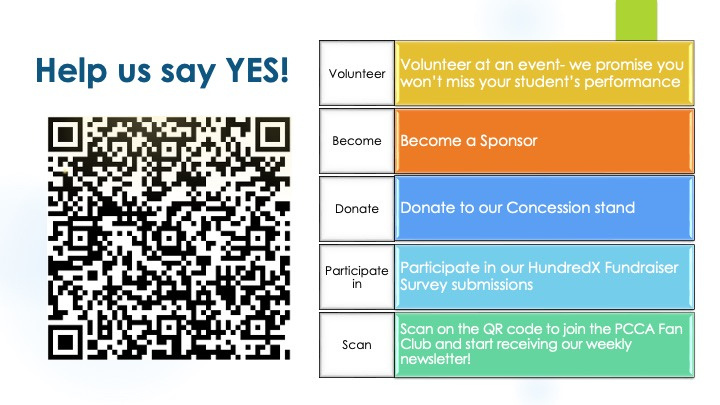 Help us say YES!
Volunteer
Volunteer at an event- we promise you
won't miss your student's performance
Become
Become a Sponsor
Donate
Donate to our Concession stand
Participate
in
Participate in our HundredX Fundraiser
Survey submissions
Scan
Scan on the QR code to join the PCCA Fan
Club and start receiving our weekly
newsletter!